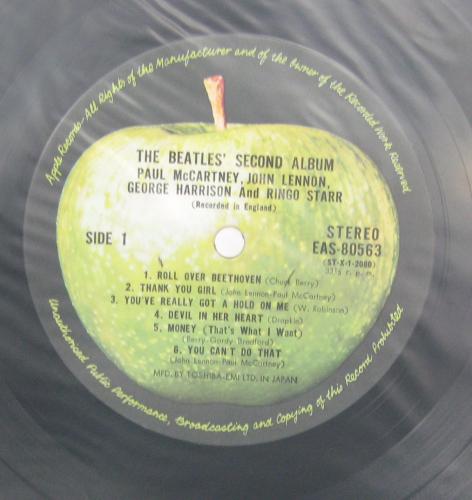 Apple Records-All Rights of the Manufacturer and of the Owner of the Recorded Work Reserved
THE BEATLES' SECOND ALBUM
PAUL McCARTNEY, JOHN LENNON,
GEORGE HARRISON And RINGO STARR
(Recorded in England)
SIDE 1
STEREO
EAS-80563
(ST-X-1-2080)
33⅓ r. p. m.
1. ROLL OVER BEETHOVEN (Chuck Berry)
2. THANK YOU GIRL (John Lennon-Paul McCartney)
3. YOU'VE REALLY GOT A HOLD ON ME (W. Robinson)
4. DEVIL IN HER HEART (Drapkin)
5. MONEY (That's What I Want)
(Berry-Gordy Bradford)
6. YOU CAN'T DO THAT
(John Lennon-Paul McCartney)
MFD. BY TOSHIBA-EMI LTD. IN JAPAN
Unauthorised Public Performance, Broadcasting and Copying of this Record Prohibited